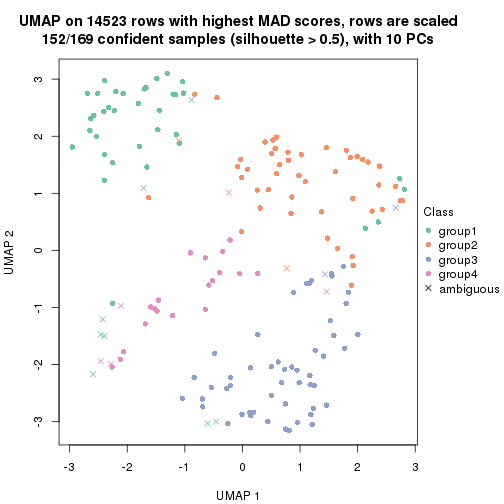 UMAP on 14523 rows with highest MAD scores, rows are scaled
152/169 confident samples (silhouette > 0.5), with 10 PCs
3
2
1
0
-1
-2
-3
UMAP 2
-3
-2
-1
0
1
2
3
UMAP 1
Class
group1
group2
group3
group4
ambiguous